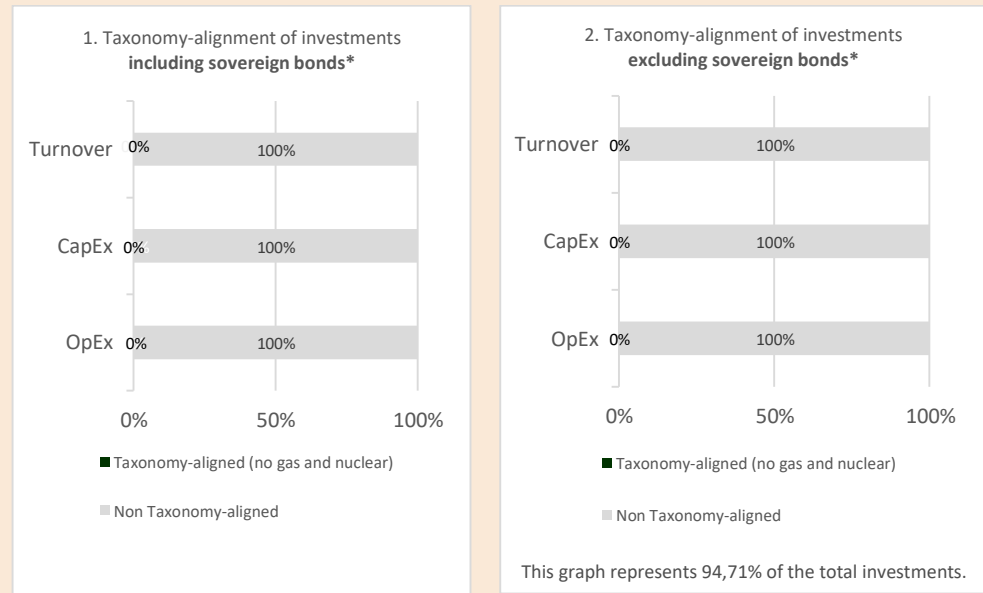 1. Taxonomy-alignment of investments
including sovereign bonds*
Turnover 0% 100%
CapEx 0% 100%
OpEx 0% 100%
0% 50% 100%
Taxonomy-aligned (no gas and nuclear)
Non Taxonomy-aligned
2. Taxonomy-alignment of investments
excluding sovereign bonds*
Turnover 0% 100%
CapEx 0% 100%
OpEx 0% 100%
0% 50% 100%
Taxonomy-aligned (no gas and nuclear)
Non Taxonomy-aligned
This graph represents 94,71% of the total investments.